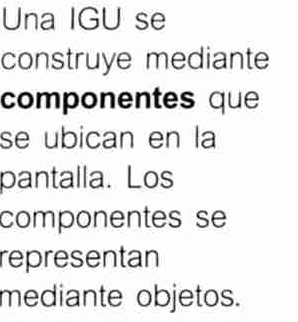 Una IGU se
construye mediante
componentes que
se ubican en la
pantalla. Los
componentes se
representan
mediante objetos.